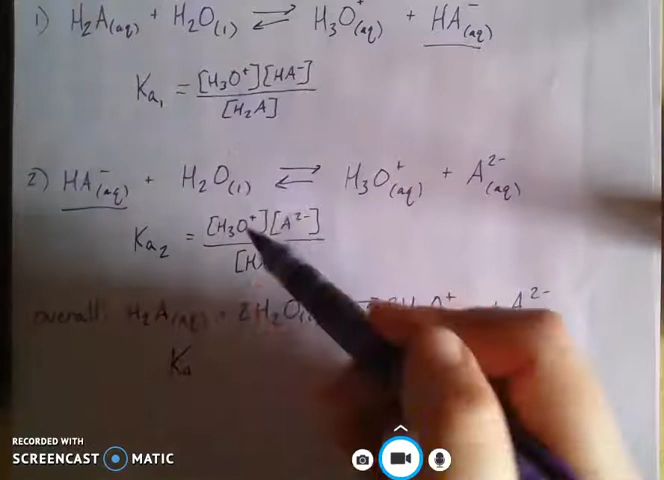 1) H₂A(aq) + H₂O(l) ⇌ H₃O⁺(aq) + HA⁻(aq)
Ka₁ = [H₃O⁺][HA⁻] / [H₂A]
2) HA⁻(aq) + H₂O(l) ⇌ H₃O⁺(aq) + A²⁻(aq)
Ka₂ = [H₃O⁺][A²⁻] / [H
overall: H₂A(aq) + 2H₂O(l) O⁺ + A²⁻
Ka
RECORDED WITH
SCREENCAST MATIC